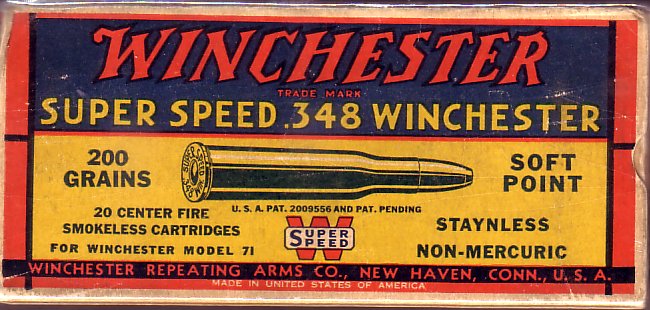 WINCHESTER
TRADE MARK
SUPER SPEED .348 WINCHESTER
200
GRAINS
SOFT
POINT
U.S.A. PAT. 2009556 AND PAT. PENDING
20 CENTER FIRE
SMOKELESS CARTRIDGES
FOR WINCHESTER MODEL 71
SUPER
SPEED
STAYNLESS
NON-MERCURIC
WINCHESTER REPEATING ARMS CO., NEW HAVEN, CONN., U.S.A.
MADE IN UNITED STATES OF AMERICA